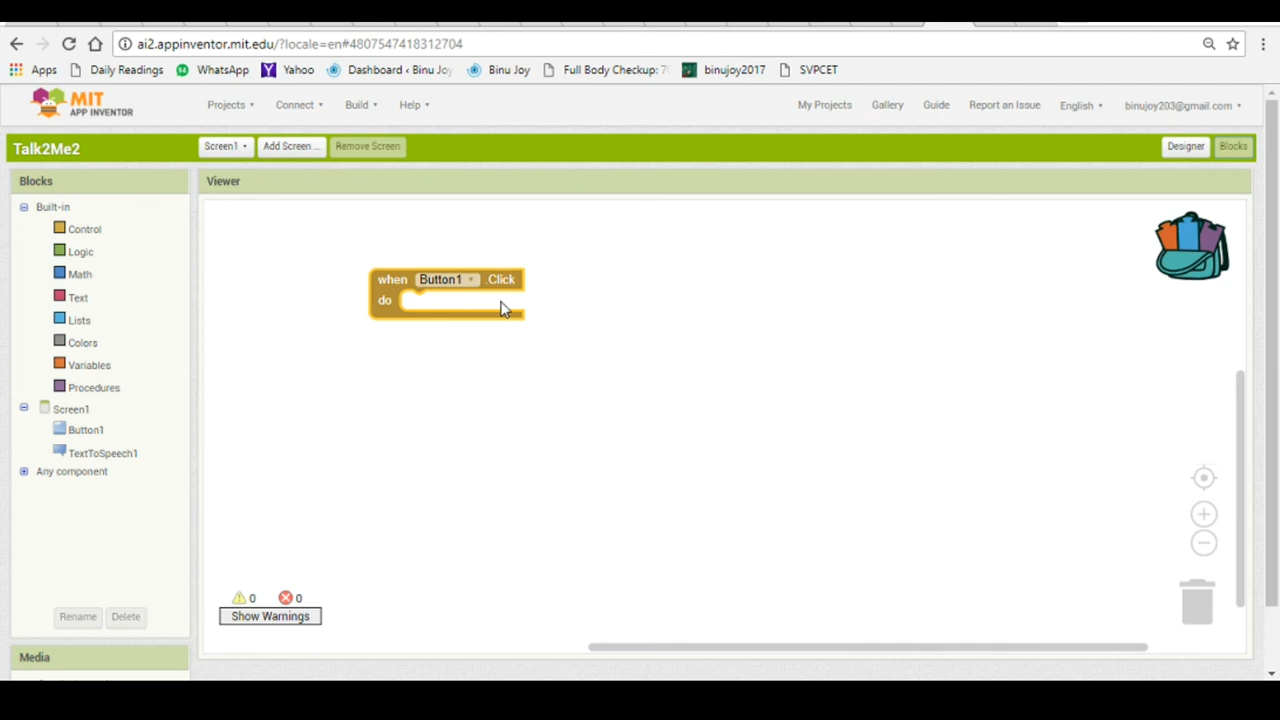 ai2.appinventor.mit.edu/?locale=en#4807547418312704
Apps Daily Readings WhatsApp Yahoo Dashboard ‹ Binu Jo Binu Joy Full Body Checkup: binujoy2017 SVPCET
MIT
APP INVENTOR
Projects Connect Build Help My Projects Gallery Guide Report an Issue English binujoy203@gmail.com
Talk2Me2 Screen1 Add Screen ... Remove Screen Designer Blocks
Blocks Viewer
Built-in
Control
Logic
Math
Text
Lists
Colors
Variables
Procedures
Screen1
Button1
TextToSpeech1
Any component
when Button1 .Click
do
0 0
Show Warnings
Rename Delete
Media